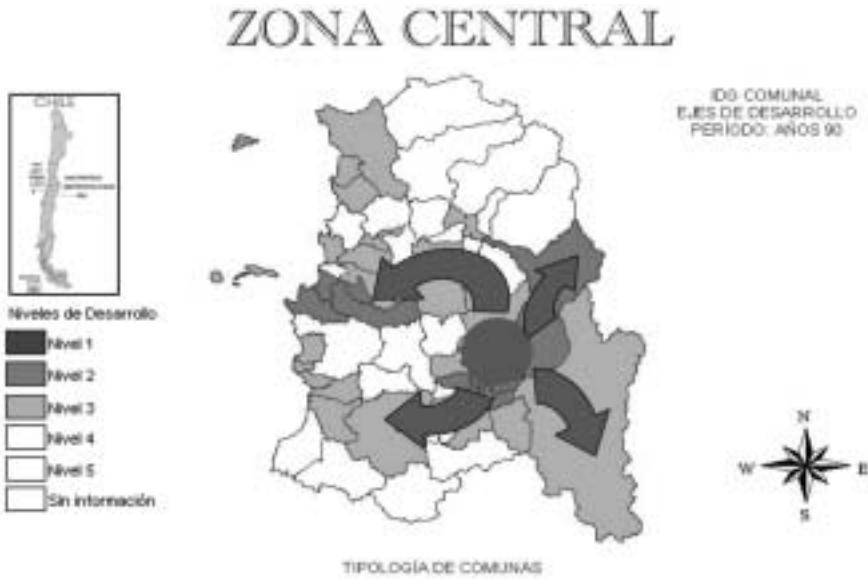 ZONA CENTRAL
CHILE
IDG COMUNAL
EJES DE DESARROLLO
PERÍODO: AÑOS 90
Niveles de Desarrollo
Nivel 1
Nivel 2
Nivel 3
Nivel 4
Nivel 5
Sin información
N
W E
S
TIPOLOGÍA DE COMUNAS